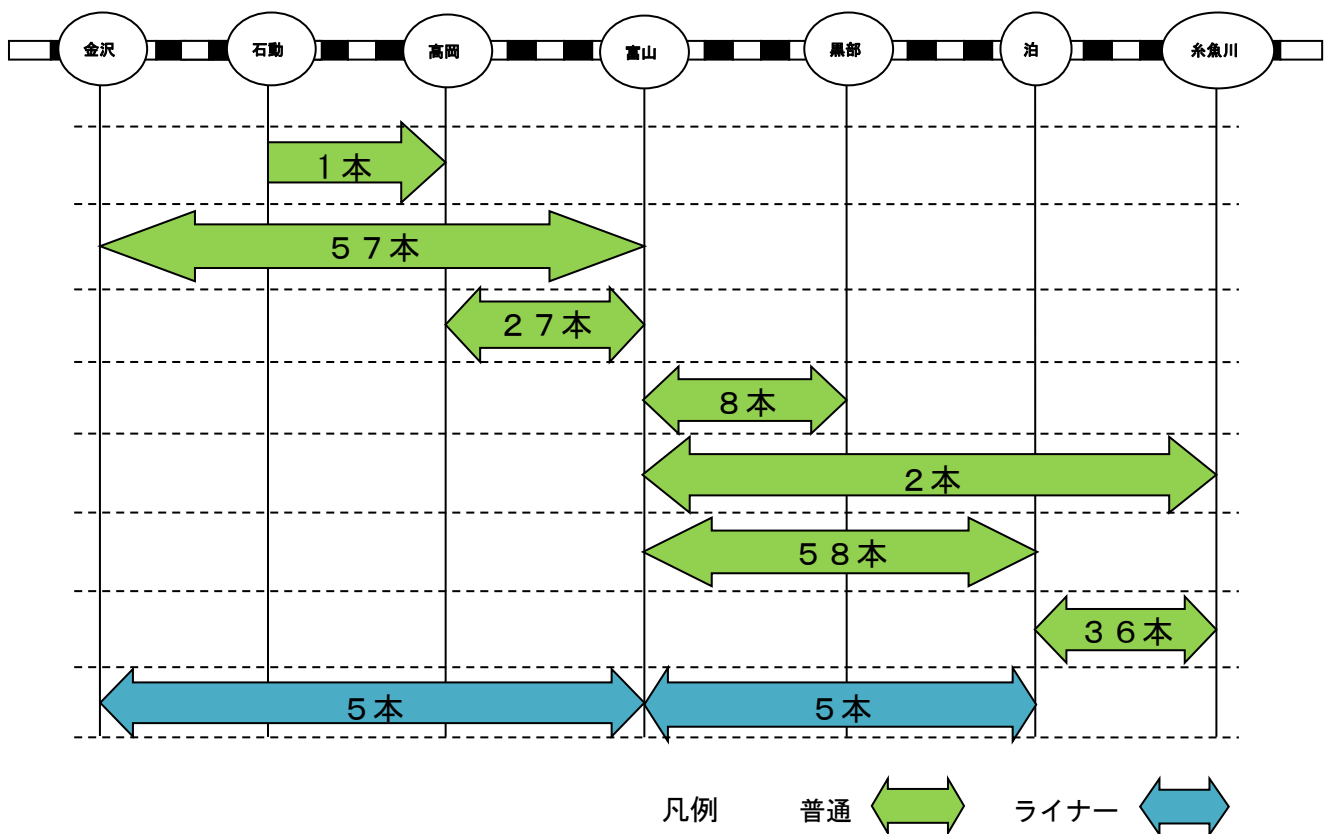 金沢 石動 高岡 富山 黒部 泊 糸魚川
1本
５７本
２７本
８本
２本
５８本
３６本
５本 ５本
凡例 普通 ライナー